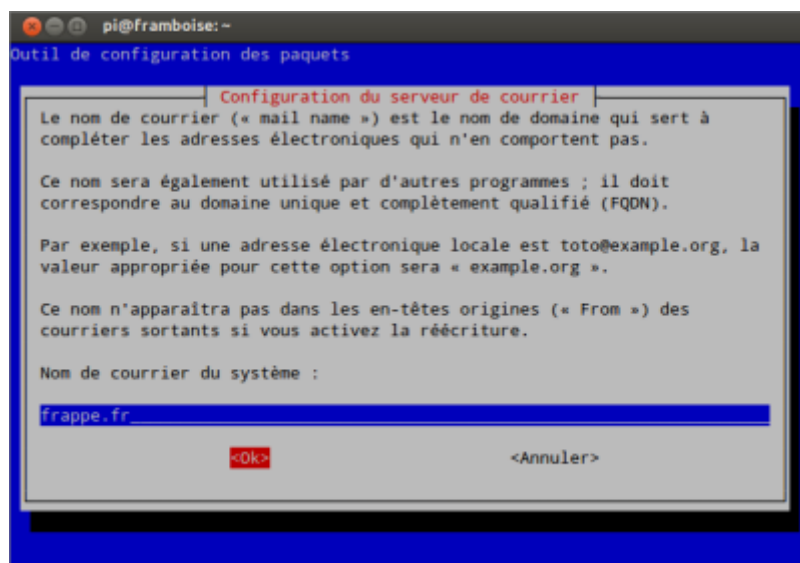 pi@framboise: ~
Outil de configuration des paquets
Configuration du serveur de courrier
Le nom de courrier (« mail name ») est le nom de domaine qui sert à
compléter les adresses électroniques qui n'en comportent pas.
Ce nom sera également utilisé par d'autres programmes ; il doit
correspondre au domaine unique et complètement qualifié (FQDN).
Par exemple, si une adresse électronique locale est toto@example.org, la
valeur appropriée pour cette option sera « example.org ».
Ce nom n'apparaîtra pas dans les en-têtes origines (« From ») des
courriers sortants si vous activez la réécriture.
Nom de courrier du système :
frappe.fr
<Ok> <Annuler>